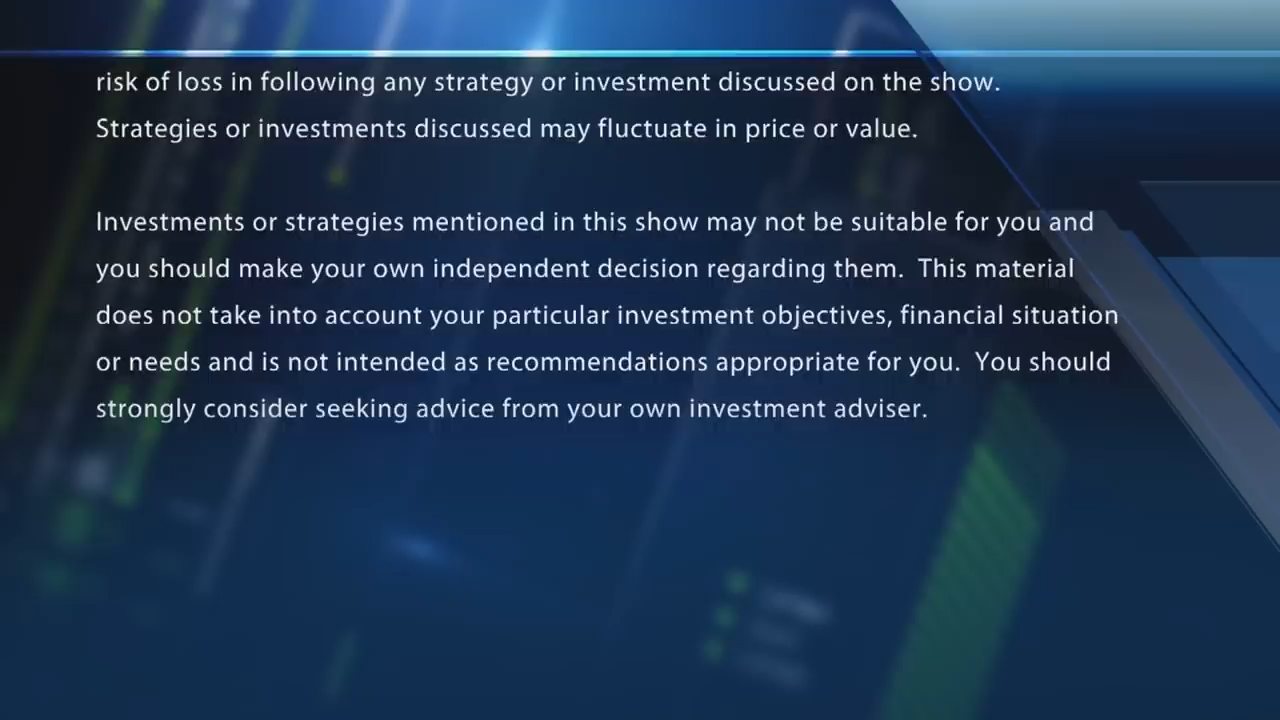 risk of loss in following any strategy or investment discussed on the show.
Strategies or investments discussed may fluctuate in price or value.
Investments or strategies mentioned in this show may not be suitable for you and
you should make your own independent decision regarding them.  This material
does not take into account your particular investment objectives, financial situation
or needs and is not intended as recommendations appropriate for you.  You should
strongly consider seeking advice from your own investment adviser.